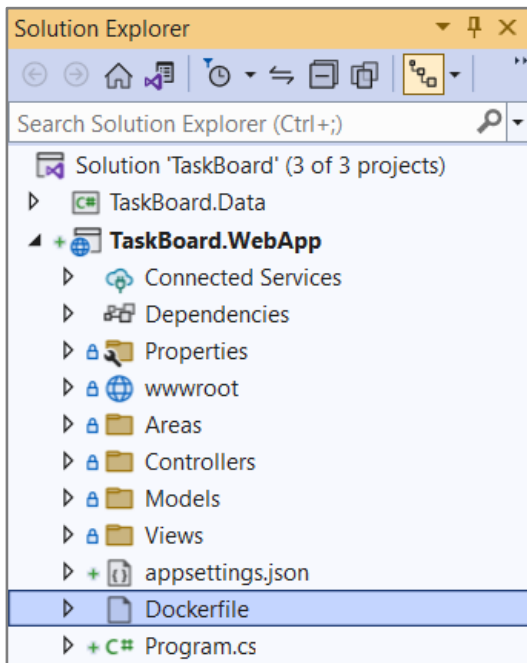 Solution Explorer
Search Solution Explorer (Ctrl+;)
Solution 'TaskBoard' (3 of 3 projects)
C# TaskBoard.Data
TaskBoard.WebApp
Connected Services
Dependencies
Properties
wwwroot
Areas
Controllers
Models
Views
appsettings.json
Dockerfile
C# Program.cs